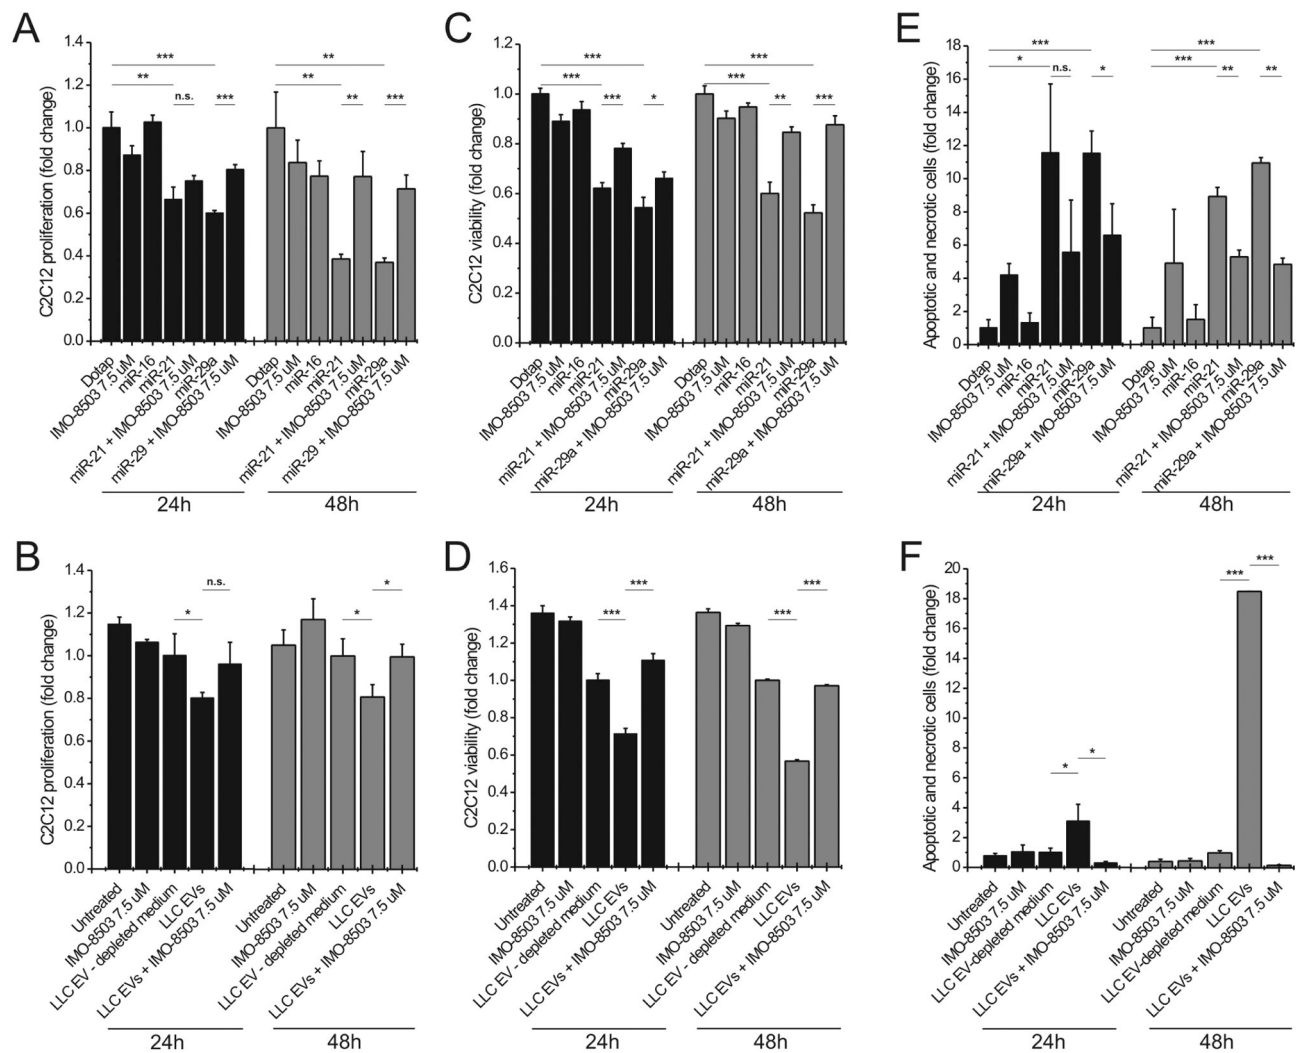 A
C2C12 proliferation (fold change)
1.4
1.2
1.0
0.8
0.6
0.4
0.2
0.0
***
**
n.s.
***
**
**
**
***
Dotap
IMO-8503 7.5 uM
miR-16
miR-21
miR-21 + IMO-8503 7.5 uM
miR-29a
miR-29 + IMO-8503 7.5 uM
Dotap
IMO-8503 7.5 uM
miR-16
miR-21
miR-21 + IMO-8503 7.5 uM
miR-29a
miR-29 + IMO-8503 7.5 uM
24h
48h
C
C2C12 viability (fold change)
1.2
1.0
0.8
0.6
0.4
0.2
0.0
***
***
***
*
***
***
**
***
Dotap
IMO-8503 7.5 uM
miR-16
miR-21
miR-21 + IMO-8503 7.5 uM
miR-29a
miR-29a + IMO-8503 7.5 uM
Dotap
IMO-8503 7.5 uM
miR-16
miR-21
miR-21 + IMO-8503 7.5 uM
miR-29a
miR-29a + IMO-8503 7.5 uM
24h
48h
E
Apoptotic and necrotic cells (fold change)
18
16
14
12
10
8
6
4
2
0
***
*
n.s.
*
***
***
**
**
Dotap
IMO-8503 7.5 uM
miR-16
miR-21
miR-21 + IMO-8503 7.5 uM
miR-29a
miR-29a + IMO-8503 7.5 uM
Dotap
IMO-8503 7.5 uM
miR-16
miR-21
miR-21 + IMO-8503 7.5 uM
miR-29a
miR-29a + IMO-8503 7.5 uM
24h
48h
B
C2C12 proliferation (fold change)
1.4
1.2
1.0
0.8
0.6
0.4
0.2
0.0
*
n.s.
*
*
Untreated
IMO-8503 7.5 uM
LLC EV - depleted medium
LLC EVs
LLC EVs + IMO-8503 7.5 uM
Untreated
IMO-8503 7.5 uM
LLC EV - depleted medium
LLC EVs
LLC EVs + IMO-8503 7.5 uM
24h
48h
D
C2C12 viability (fold change)
1.6
1.4
1.2
1.0
0.8
0.6
0.4
0.2
0.0
***
***
***
***
Untreated
IMO-8503 7.5 uM
LLC EV - depleted medium
LLC EVs
LLC EVs + IMO-8503 7.5 uM
Untreated
IMO-8503 7.5 uM
LLC EV - depleted medium
LLC EVs
LLC EVs + IMO-8503 7.5 uM
24h
48h
F
Apoptotic and necrotic cells (fold change)
20
18
16
14
12
10
8
6
4
2
0
*
*
***
***
Untreated
IMO-8503 7.5 uM
LLC EV-depleted medium
LLC EVs
LLC EVs + IMO-8503 7.5 uM
Untreated
IMO-8503 7.5 uM
LLC EV-depleted medium
LLC EVs
LLC EVs + IMO-8503 7.5 uM
24h
48h